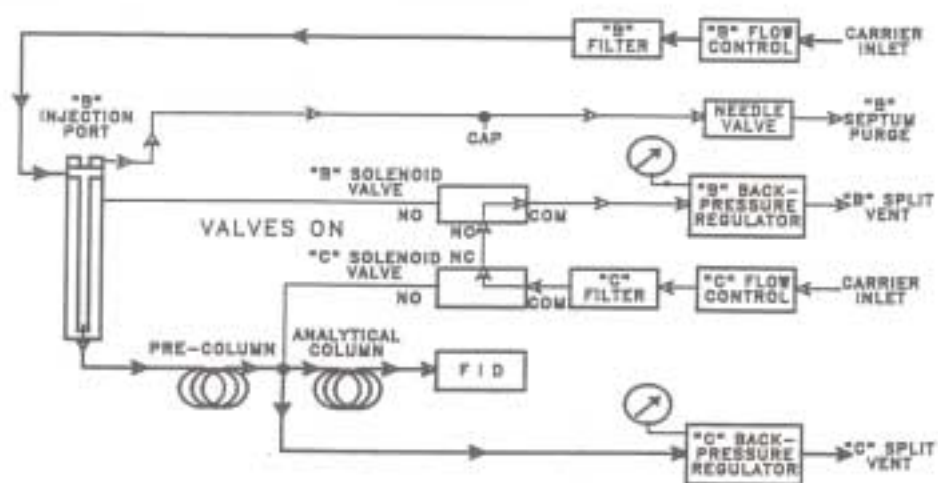 "B"
FILTER
"B" FLOW
CONTROL
CARRIER
INLET
"B"
INJECTION
PORT
CAP
NEEDLE
VALVE
"B"
SEPTUM
PURGE
"B" SOLENOID
VALVE
NO
COM
NO
"B" BACK-
PRESSURE
REGULATOR
"B" SPLIT
VENT
VALVES ON
"C" SOLENOID
VALVE
NC
NO
COM
"C"
FILTER
"C" FLOW
CONTROL
CARRIER
INLET
PRE-COLUMN
ANALYTICAL
COLUMN
FID
"C" BACK-
PRESSURE
REGULATOR
"C" SPLIT
VENT